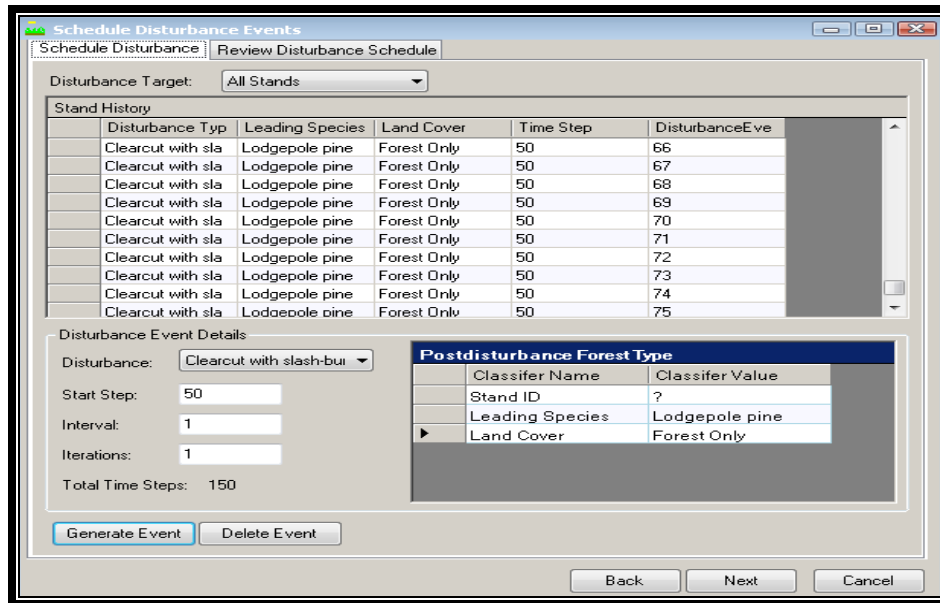 Schedule Disturbance Events
Schedule Disturbance Review Disturbance Schedule
Disturbance Target: All Stands
Stand History
Disturbance Typ Leading Species Land Cover Time Step DisturbanceEve
Clearcut with sla Lodgepole pine Forest Only 50 66
Clearcut with sla Lodgepole pine Forest Only 50 67
Clearcut with sla Lodgepole pine Forest Only 50 68
Clearcut with sla Lodgepole pine Forest Only 50 69
Clearcut with sla Lodgepole pine Forest Only 50 70
Clearcut with sla Lodgepole pine Forest Only 50 71
Clearcut with sla Lodgepole pine Forest Only 50 72
Clearcut with sla Lodgepole pine Forest Only 50 73
Clearcut with sla Lodgepole pine Forest Only 50 74
Clearcut with sla Lodgepole pine Forest Only 50 75
Disturbance Event Details
Disturbance: Clearcut with slash-bur
Start Step: 50
Interval: 1
Iterations: 1
Total Time Steps: 150
Postdisturbance Forest Type
Classifer Name Classifer Value
Stand ID ?
Leading Species Lodgepole pine
Land Cover Forest Only
Generate Event Delete Event
Back Next Cancel